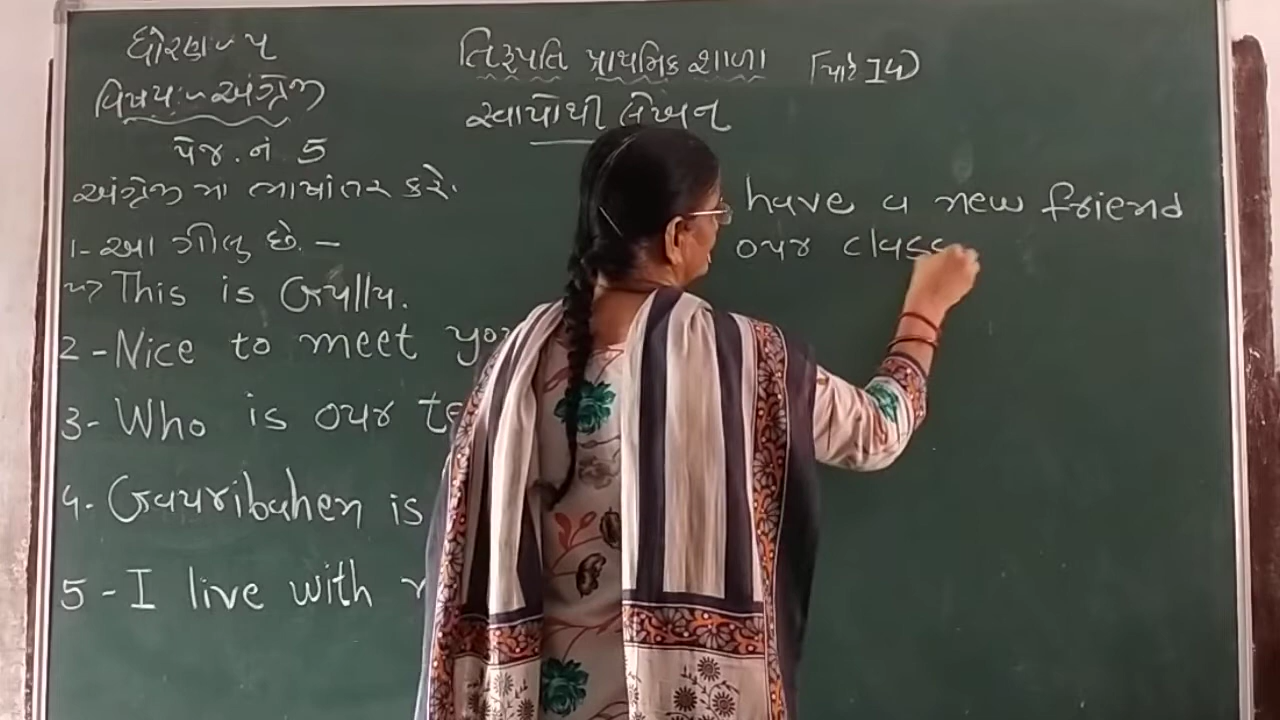 ધોરણ ~ ૫
વિષય :~ અંગ્રેજી
પેજ. નં 5
તિરૂપતિ પ્રાથમિક શાળા
સ્વાધ્યાયપોથી લેખન
અંગ્રેજી માં ભાષાંતર કરો.
1- આ ગીલુ છે. –
This is
2 - Nice to meet
3- Who is our
4. Gauribahen is
5 - I live with
have a new friend
our class